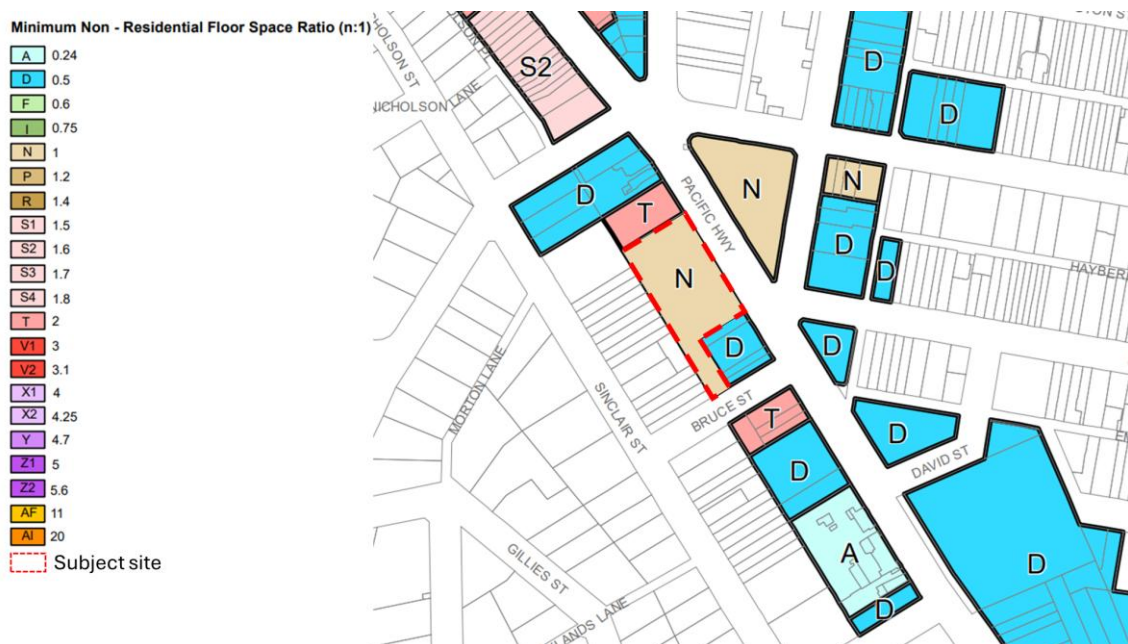 Minimum Non - Residential Floor Space Ratio (n:1)
A 0.24
D 0.5
F 0.6
I 0.75
N 1
P 1.2
R 1.4
S1 1.5
S2 1.6
S3 1.7
S4 1.8
T 2
V1 3
V2 3.1
X1 4
X2 4.25
Y 4.7
Z1 5
Z2 5.6
AF 11
AI 20
Subject site
S2
D
D
NICHOLSON LANE
D
T
PACIFIC HWY
N
N
D
D
HAYBER
N
D
D
MORTON LANE
SINCLAIR ST
BRUCE ST
T
D
DAVID ST
D
A
D
D
GILLIES ST
LANDS LANE